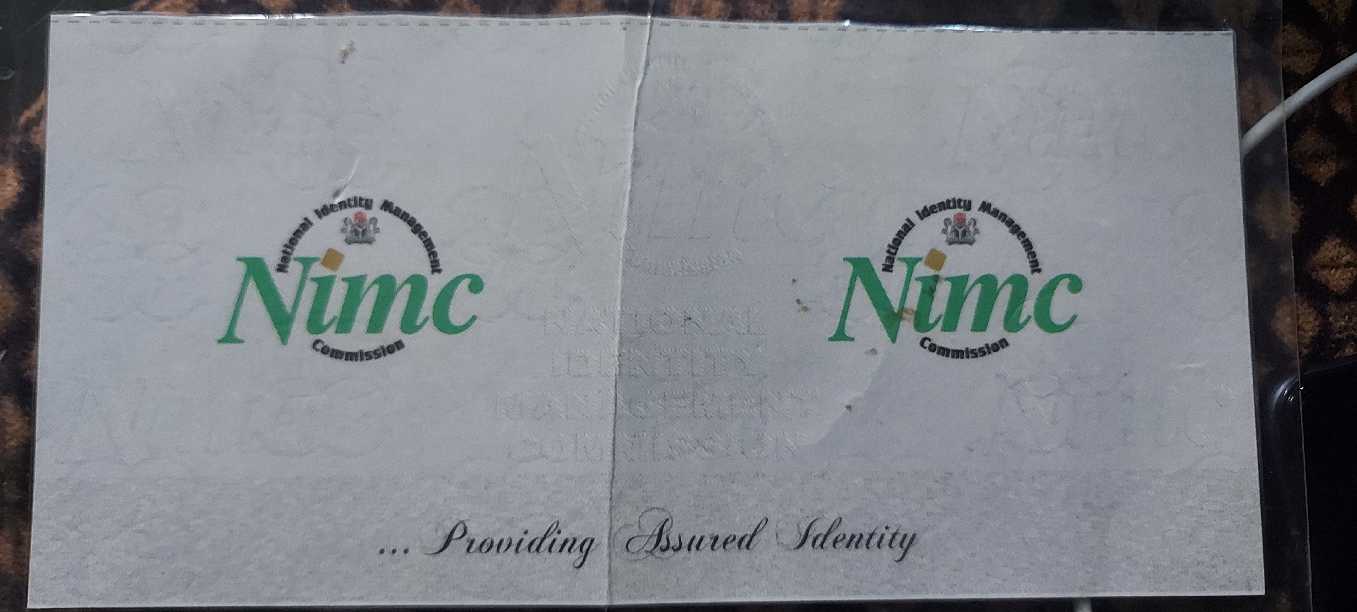 Nimc
National Identity Management
Commission
Nimc
National Identity Management
Commission
... Providing Assured Identity